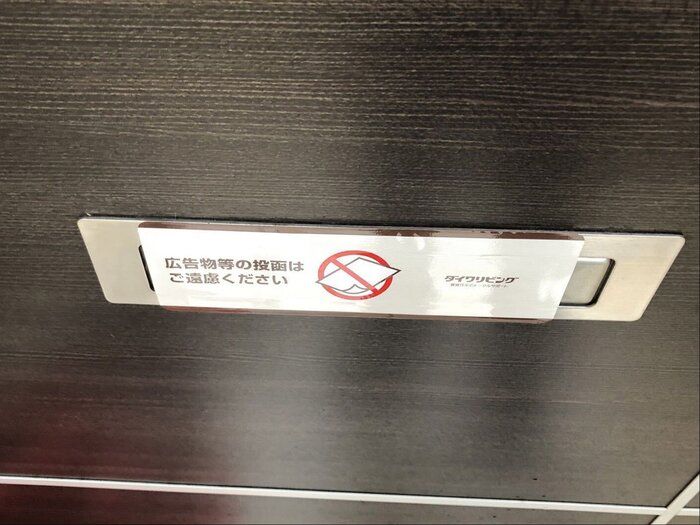 広告物等の投函は
ご遠慮ください
ダイワリビング